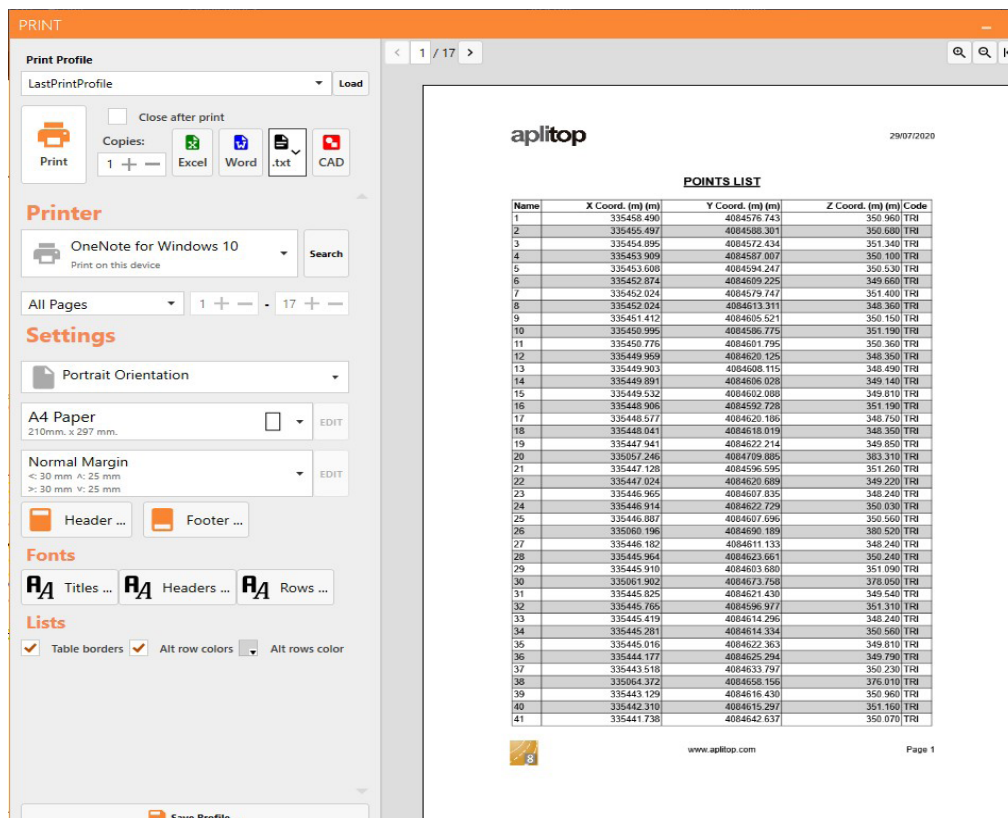 PRINT
Print Profile
LastPrintProfile
Load
Close after print
Print
Copies:
1
Excel
Word
.txt
CAD
Printer
OneNote for Windows 10
Print on this device
Search
All Pages
1 - 17
Settings
Portrait Orientation
A4 Paper
210mm. x 297 mm.
EDIT
Normal Margin
<: 30 mm ^: 25 mm
>: 30 mm v: 25 mm
EDIT
Header ...
Footer ...
Fonts
Titles ...
Headers ...
Rows ...
Lists
Table borders
Alt row colors
Alt rows color
Save Profile
1 / 17
aplitop
29/07/2020
POINTS LIST
Name X Coord. (m) (m) Y Coord. (m) (m) Z Coord. (m) (m) Code
1 335458.490 4084576.743 350.960 TRI
2 335455.497 4084588.301 350.680 TRI
3 335454.895 4084572.434 351.340 TRI
4 335453.909 4084587.007 350.100 TRI
5 335453.608 4084594.247 350.530 TRI
6 335452.874 4084609.225 349.660 TRI
7 335452.024 4084579.747 351.400 TRI
8 335452.024 4084613.311 348.360 TRI
9 335451.412 4084605.521 350.150 TRI
10 335450.995 4084586.775 351.190 TRI
11 335450.776 4084601.795 350.360 TRI
12 335449.959 4084620.125 348.350 TRI
13 335449.903 4084608.115 348.490 TRI
14 335449.891 4084606.028 349.140 TRI
15 335449.532 4084602.088 349.810 TRI
16 335448.906 4084592.728 351.190 TRI
17 335448.577 4084620.186 348.750 TRI
18 335448.041 4084618.019 348.350 TRI
19 335447.941 4084622.214 349.850 TRI
20 335057.246 4084709.885 383.310 TRI
21 335447.128 4084596.595 351.260 TRI
22 335447.024 4084620.689 349.220 TRI
23 335446.965 4084607.835 348.240 TRI
24 335446.914 4084622.729 350.030 TRI
25 335446.887 4084607.696 350.560 TRI
26 335060.196 4084690.189 380.520 TRI
27 335446.182 4084611.133 348.240 TRI
28 335445.964 4084623.661 350.240 TRI
29 335445.910 4084603.680 351.090 TRI
30 335061.902 4084673.758 378.050 TRI
31 335445.825 4084621.430 349.540 TRI
32 335445.765 4084596.977 351.310 TRI
33 335445.419 4084614.296 348.240 TRI
34 335445.281 4084614.334 350.560 TRI
35 335445.016 4084622.363 349.810 TRI
36 335444.177 4084625.294 349.790 TRI
37 335443.518 4084633.797 350.230 TRI
38 335064.372 4084658.156 376.010 TRI
39 335443.129 4084616.430 350.960 TRI
40 335442.310 4084615.297 351.160 TRI
41 335441.738 4084642.637 350.070 TRI
8
www.aplitop.com
Page 1